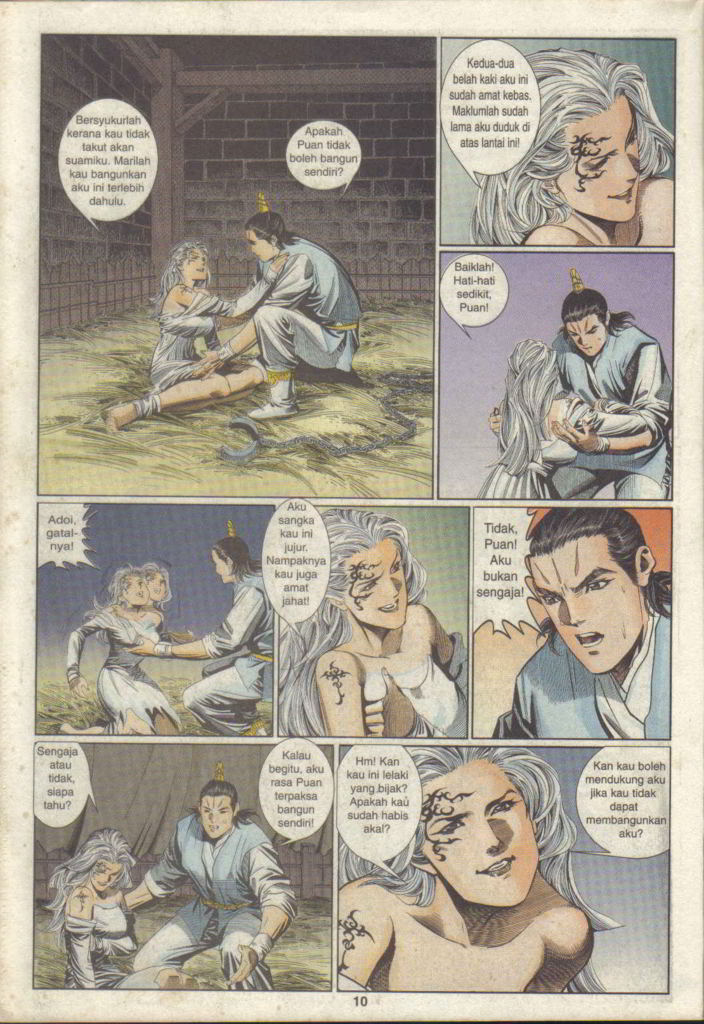 Bersyukurlah
kerana kau tidak
takut akan
suamiku. Marilah
kau bangunkan
aku ini terlebih
dahulu.
Apakah
Puan tidak
boleh bangun
sendiri?
Kedua-dua
belah kaki aku ini
sudah amat kebas.
Maklumlah sudah
lama aku duduk di
atas lantai ini!
Baiklah!
Hati-hati
sedikit,
Puan!
Adoi,
gatal-
nya!
Aku
sangka
kau ini
jujur.
Nampaknya
kau juga
amat
jahat!
Tidak,
Puan!
Aku
bukan
sengaja!
Sengaja
atau
tidak,
siapa
tahu?
Kalau
begitu, aku
rasa Puan
terpaksa
bangun
sendiri!
Hm! Kan
kau ini lelaki
yang bijak?
Apakah kau
sudah habis
akal?
Kan kau boleh
mendukung aku
jika kau tidak
dapat
membangunkan
aku?
10